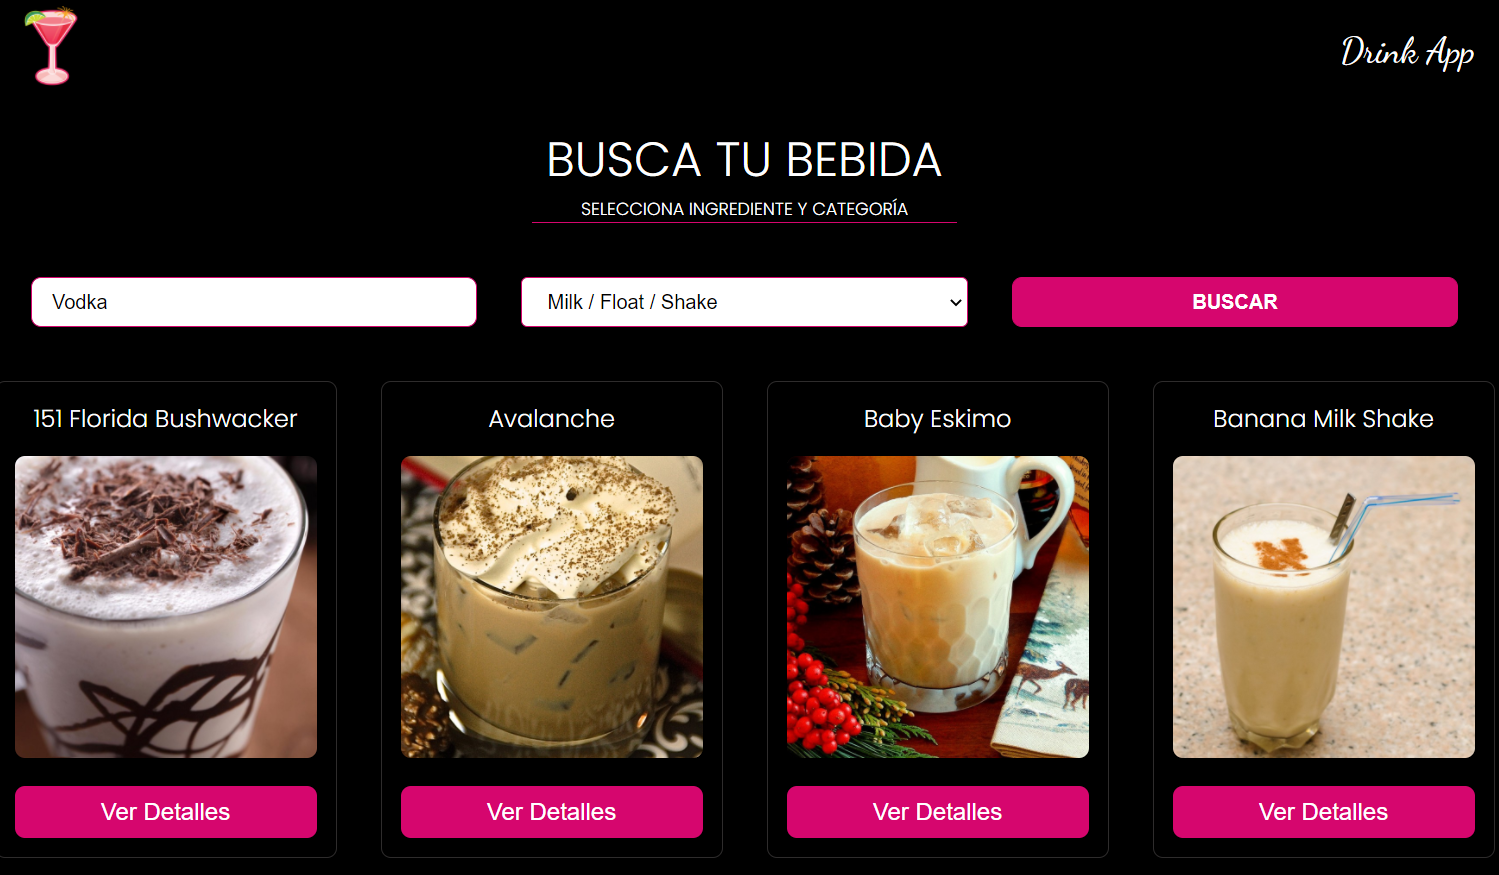 Drink App
BUSCA TU BEBIDA
SELECCIONA INGREDIENTE Y CATEGORÍA
Vodka
Milk / Float / Shake
BUSCAR
151 Florida Bushwacker
Avalanche
Baby Eskimo
Banana Milk Shake
Ver Detalles
Ver Detalles
Ver Detalles
Ver Detalles